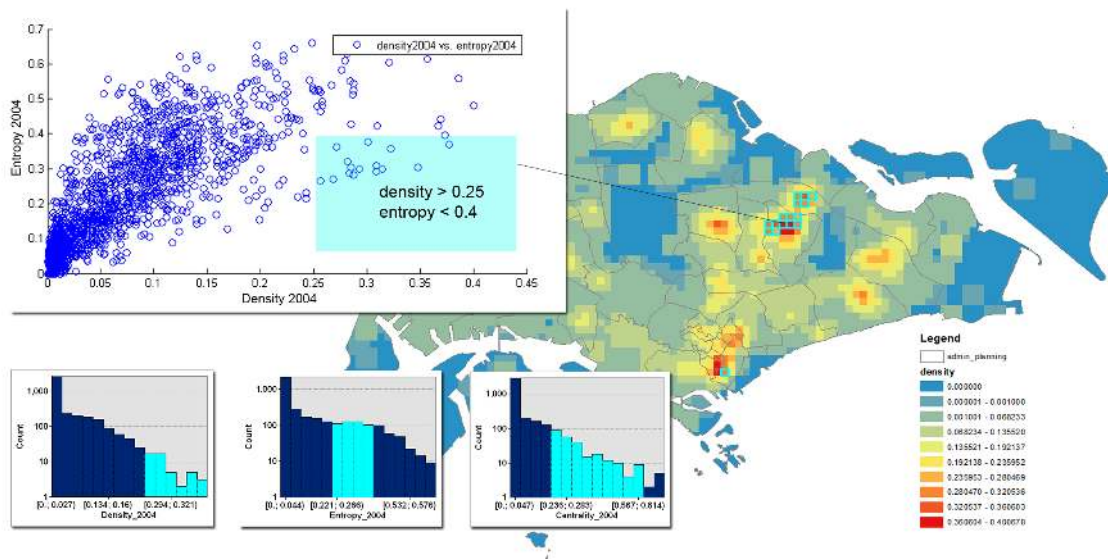 0.7
0.6
0.5
0.4
0.3
0.2
0.1
0
Entropy 2004
density2004 vs. entropy2004
density > 0.25
entropy < 0.4
0 0.05 0.1 0.15 0.2 0.25 0.3 0.35 0.4 0.45 0.5
Density 2004
Legend
admin_planning
density
0.000000
0.000001 - 0.001000
0.001001 - 0.068233
0.068234 - 0.135520
0.135521 - 0.192137
0.192138 - 0.235952
0.235953 - 0.280469
0.280470 - 0.320536
0.320537 - 0.360603
0.360604 - 0.400670
1,000
100
10
1
Count
[0.; 0.027) [0.134; 0.16) [0.294; 0.321)
Density_2004
1,000
100
10
1
Count
[0.; 0.044) [0.221; 0.266) [0.532; 0.576)
Entropy_2004
1,000
100
10
1
Count
[0.; 0.047) [0.236; 0.283) [0.567; 0.614)
Centrality_2004